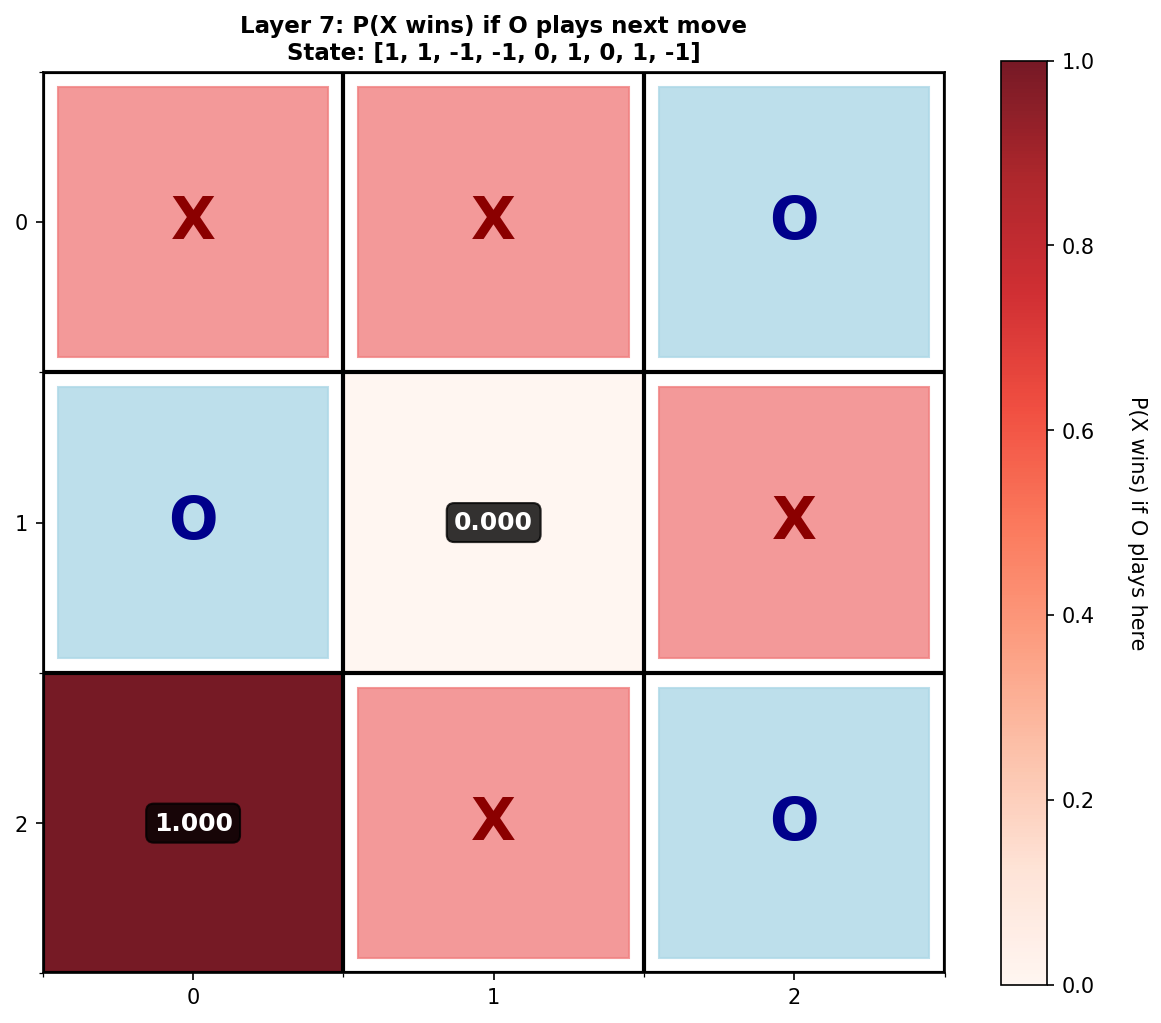 Layer 7: P(X wins) if O plays next move
State: [1, 1, -1, -1, 0, 1, 0, 1, -1]
0 X X O
1 O 0.000 X
2 1.000 X O
0 1 2
1.0
0.8
0.6
0.4
0.2
0.0
P(X wins) if O plays here